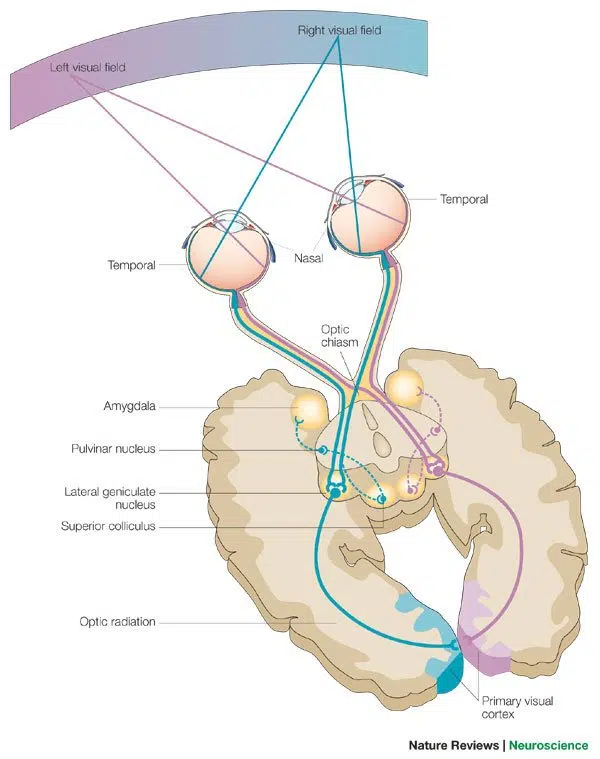 Right visual field
Left visual field
Temporal
Nasal
Temporal
Optic
chiasm
Amygdala
Pulvinar nucleus
Lateral geniculate
nucleus
Superior colliculus
Optic radiation
Primary visual
cortex
Nature Reviews | Neuroscience